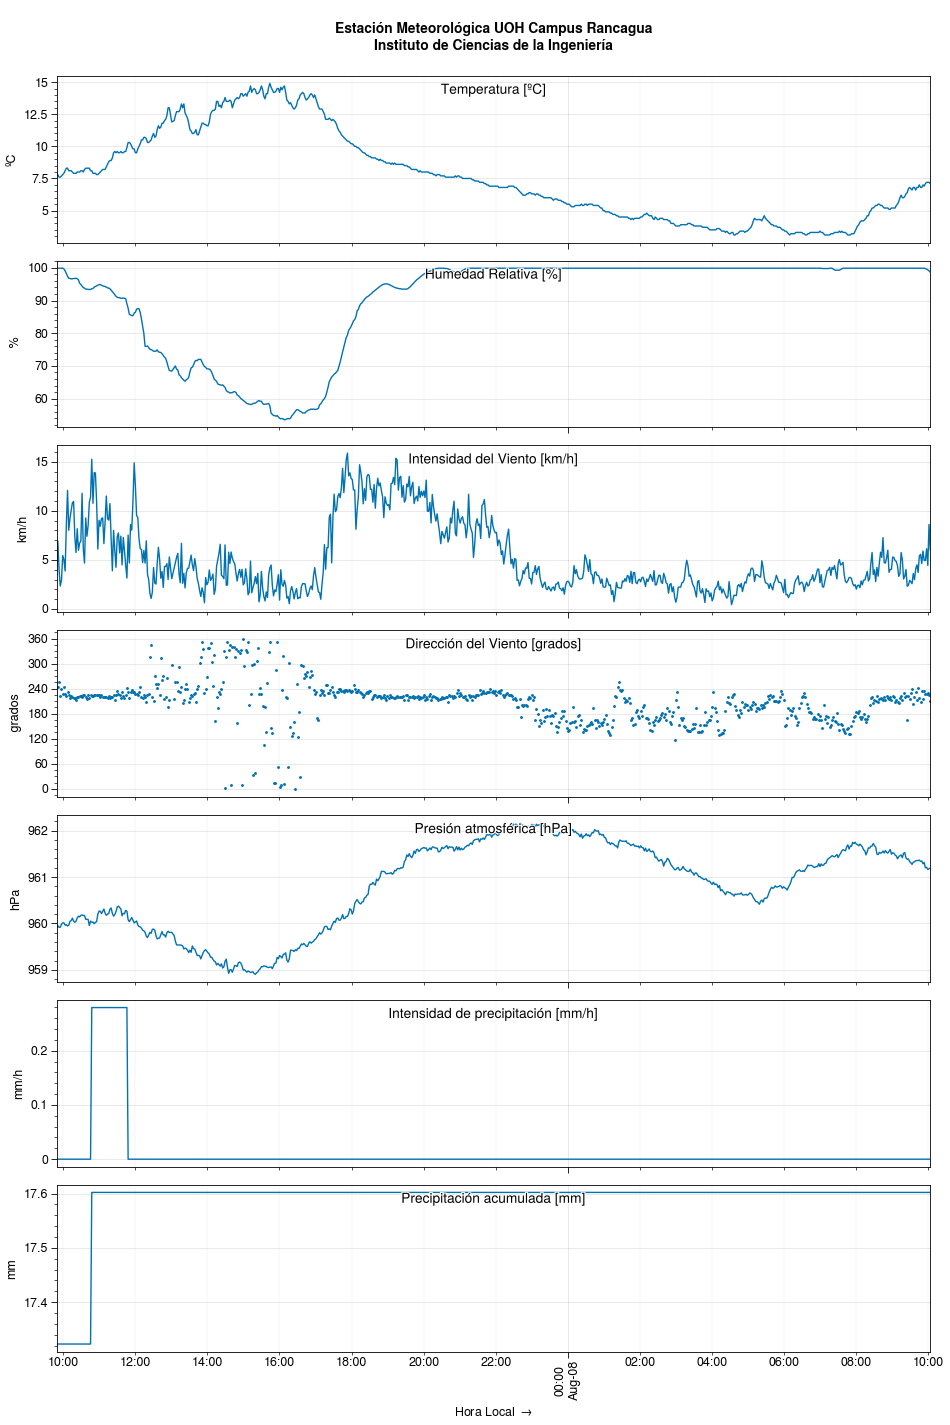 Estación Meteorológica UOH Campus Rancagua
Instituto de Ciencias de la Ingeniería
Temperatura [ºC]
15
12.5
10
7.5
5
ºC
Humedad Relativa [%]
100
90
80
70
60
%
Intensidad del Viento [km/h]
15
10
5
0
km/h
Dirección del Viento [grados]
360
300
240
180
120
60
0
grados
Presión atmosférica [hPa]
962
961
960
959
hPa
Intensidad de precipitación [mm/h]
0.2
0.1
0
mm/h
Precipitación acumulada [mm]
17.6
17.5
17.4
mm
10:00 12:00 14:00 16:00 18:00 20:00 22:00 00:00 02:00 04:00 06:00 08:00 10:00
Aug-08
Hora Local →